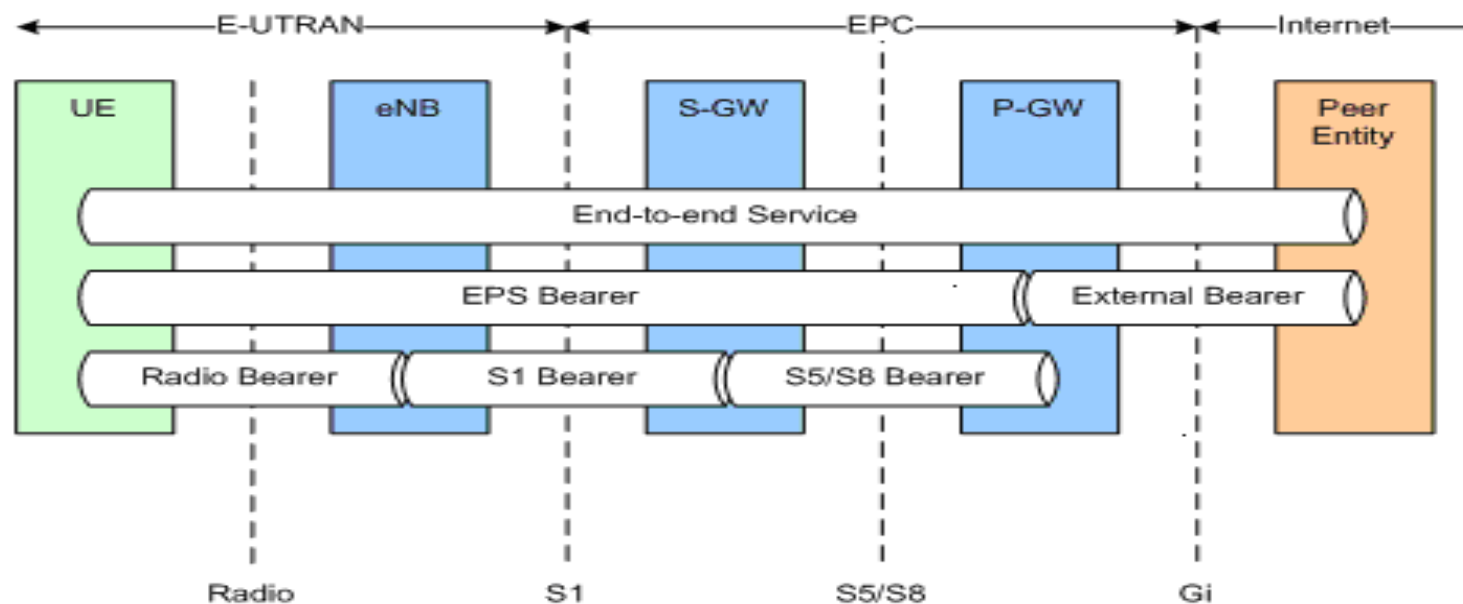 E-UTRAN EPC Internet
UE eNB S-GW P-GW Peer
Entity
End-to-end Service
EPS Bearer External Bearer
Radio Bearer S1 Bearer S5/S8 Bearer
Radio S1 S5/S8 Gi